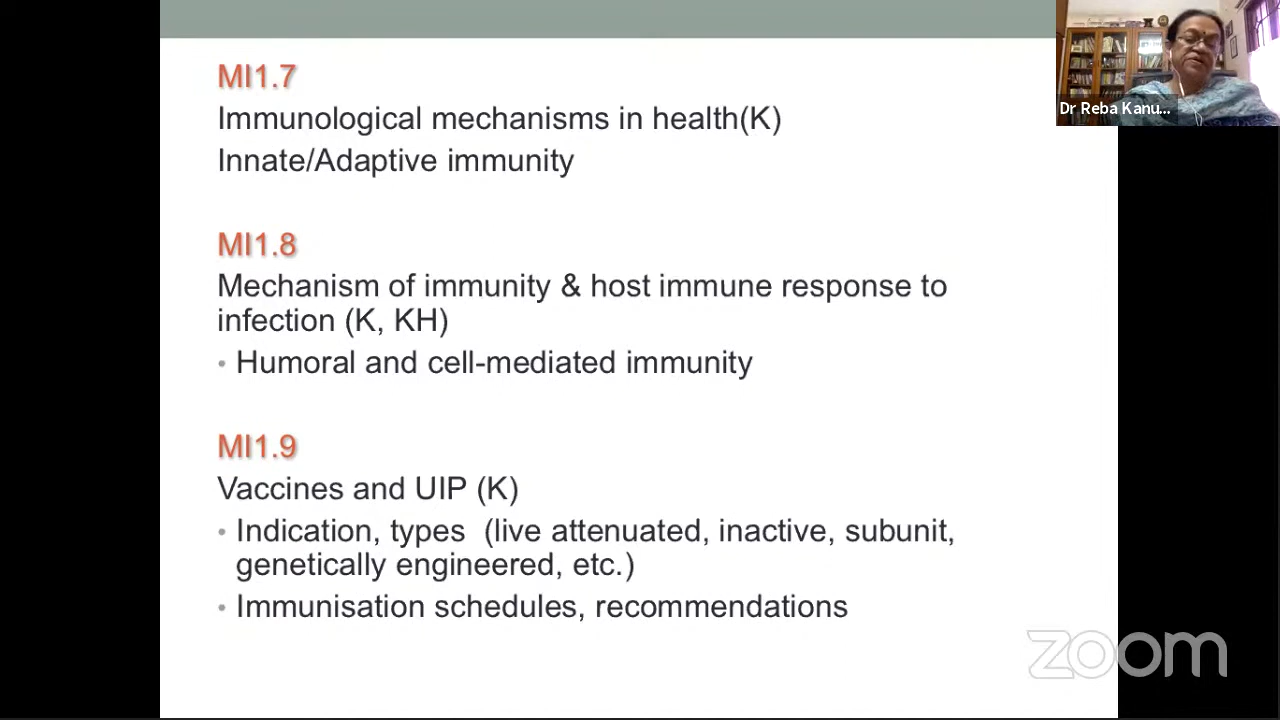 MI1.7
Immunological mechanisms in health(K)
Innate/Adaptive immunity
MI1.8
Mechanism of immunity & host immune response to
infection (K, KH)
• Humoral and cell-mediated immunity
MI1.9
Vaccines and UIP (K)
• Indication, types  (live attenuated, inactive, subunit,
genetically engineered, etc.)
• Immunisation schedules, recommendations
Dr Reba Kanu...
zoom